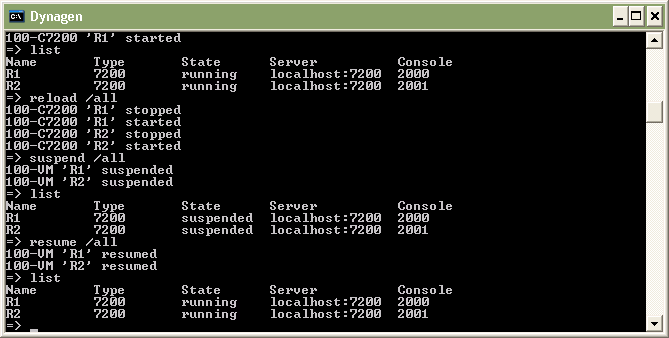 Dynagen
100-C7200 'R1' started
=> list
Name       Type       State      Server          Console
R1         7200       running    localhost:7200  2000
R2         7200       running    localhost:7200  2001
=> reload /all
100-C7200 'R1' stopped
100-C7200 'R1' started
100-C7200 'R2' stopped
100-C7200 'R2' started
=> suspend /all
100-VM 'R1' suspended
100-VM 'R2' suspended
=> list
Name       Type       State      Server          Console
R1         7200       suspended  localhost:7200  2000
R2         7200       suspended  localhost:7200  2001
=> resume /all
100-VM 'R1' resumed
100-VM 'R2' resumed
=> list
Name       Type       State      Server          Console
R1         7200       running    localhost:7200  2000
R2         7200       running    localhost:7200  2001
=> _